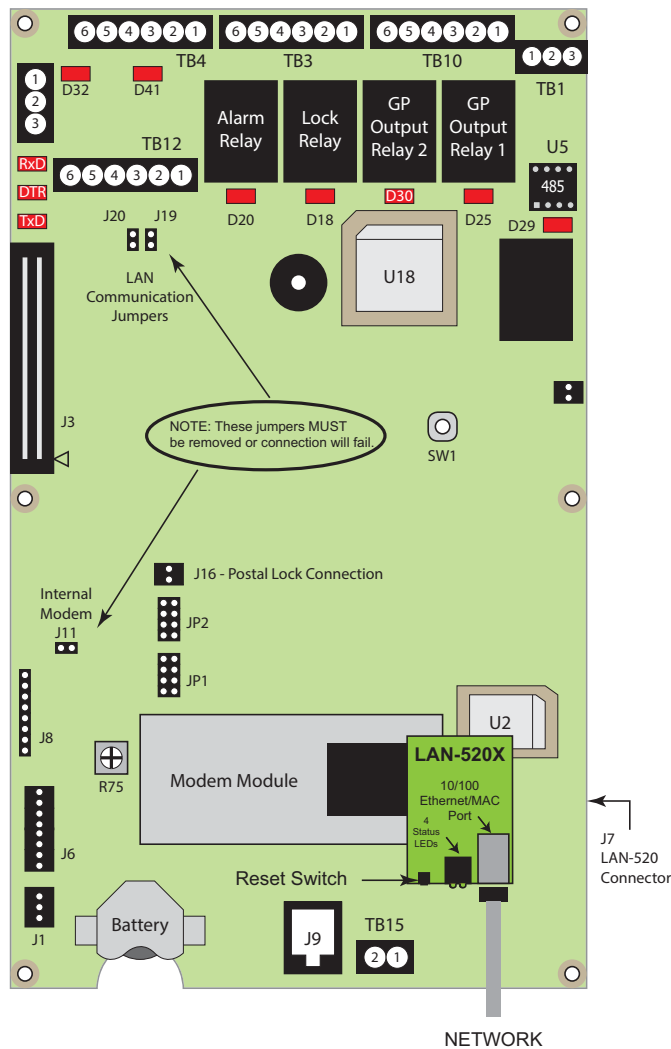 6 5 4 3 2 1
6 5 4 3 2 1
6 5 4 3 2 1
1 2 3
TB4
TB3
TB10
TB1
1
2
3
D32
D41
TB12
6 5 4 3 2 1
Alarm
Relay
Lock
Relay
GP
Output
Relay 2
GP
Output
Relay 1
U5
485
RxD
DTR
TxD
D20
D18
D30
D25
D29
J20
J19
LAN
Communication
Jumpers
U18
J3
NOTE: These jumpers MUST
be removed or connection will fail.
SW1
J16 - Postal Lock Connection
Internal
Modem
J11
JP2
JP1
J8
R75
Modem Module
U2
LAN-520X
10/100
Ethernet/MAC
Port
4
Status
LEDs
J7
LAN-520
Connector
J6
Reset Switch
J1
Battery
J9
TB15
2 1
NETWORK